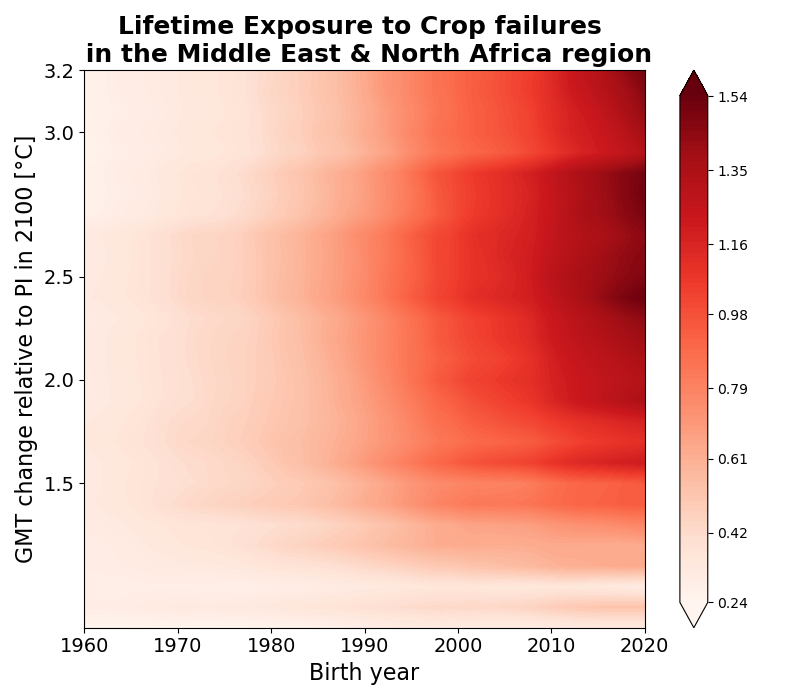 Lifetime Exposure to Crop failures
in the Middle East & North Africa region
GMT change relative to PI in 2100 [°C]
3.2
3.0
2.5
2.0
1.5
1960 1970 1980 1990 2000 2010 2020
Birth year
1.54
1.35
1.16
0.98
0.79
0.61
0.42
0.24